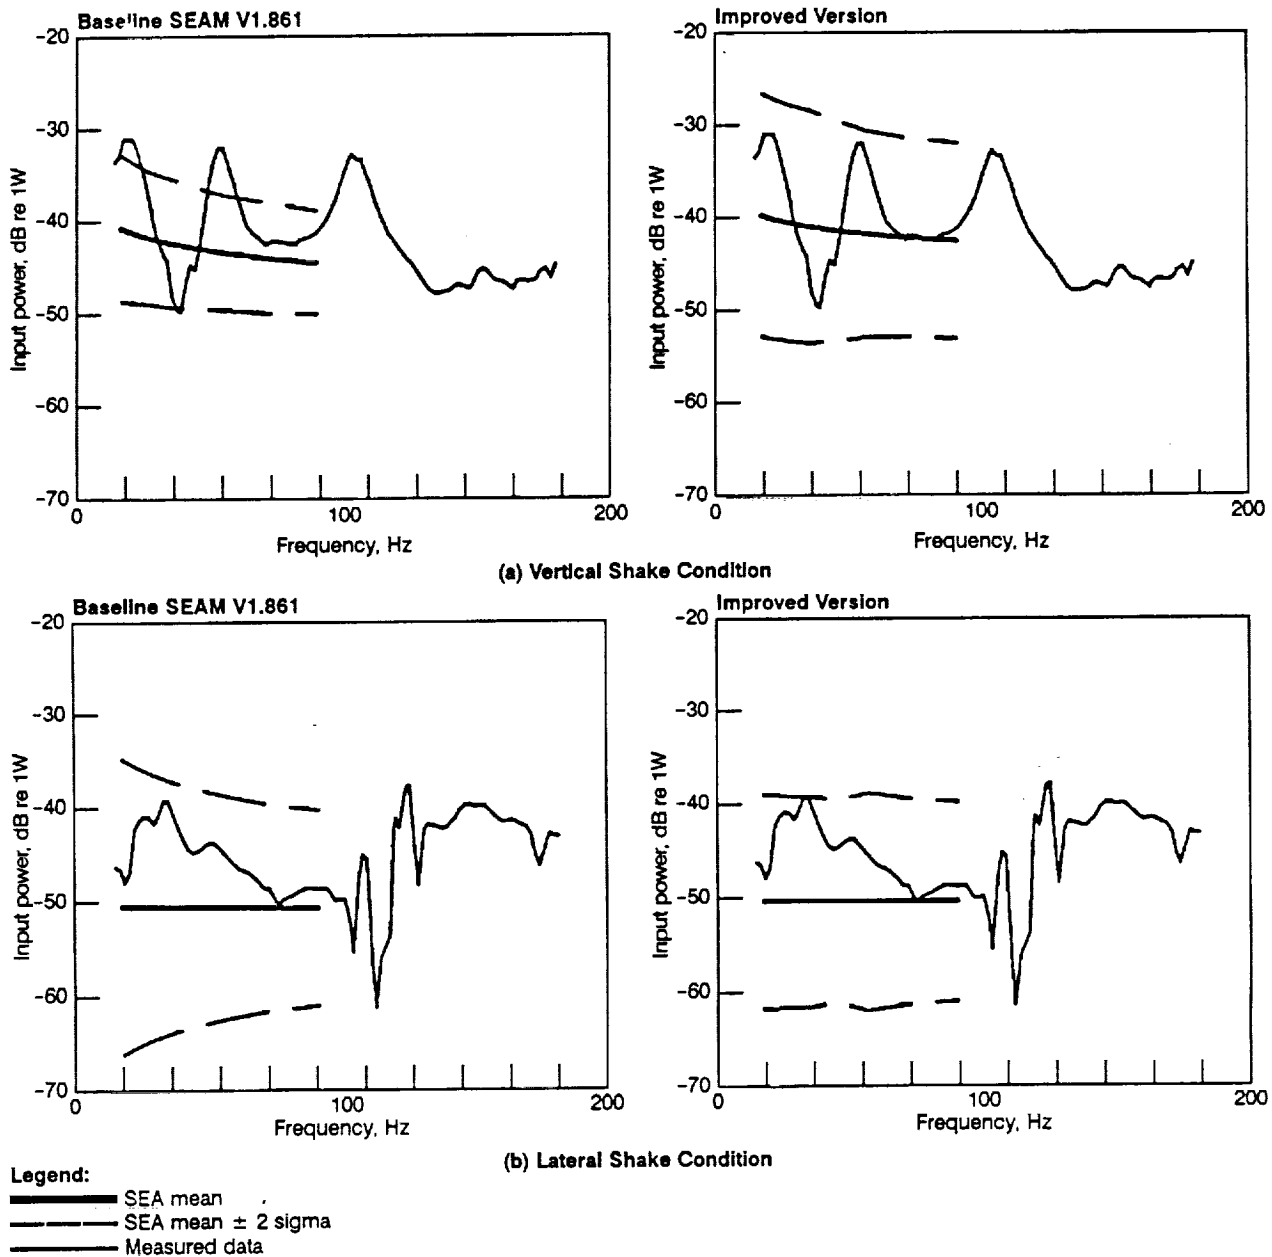 Baseline SEAM V1.861
Improved Version
-20
-30
-40
-50
-60
-70
Input power, dB re 1W
0
100
200
Frequency, Hz
-20
-30
-40
-50
-60
-70
Input power, dB re 1W
0
100
200
Frequency, Hz
(a) Vertical Shake Condition
Baseline SEAM V1.861
Improved Version
-20
-30
-40
-50
-60
-70
Input power, dB re 1W
0
100
200
Frequency, Hz
-20
-30
-40
-50
-60
-70
Input power, dB re 1W
0
100
200
Frequency, Hz
(b) Lateral Shake Condition
Legend:
SEA mean
SEA mean ± 2 sigma
Measured data